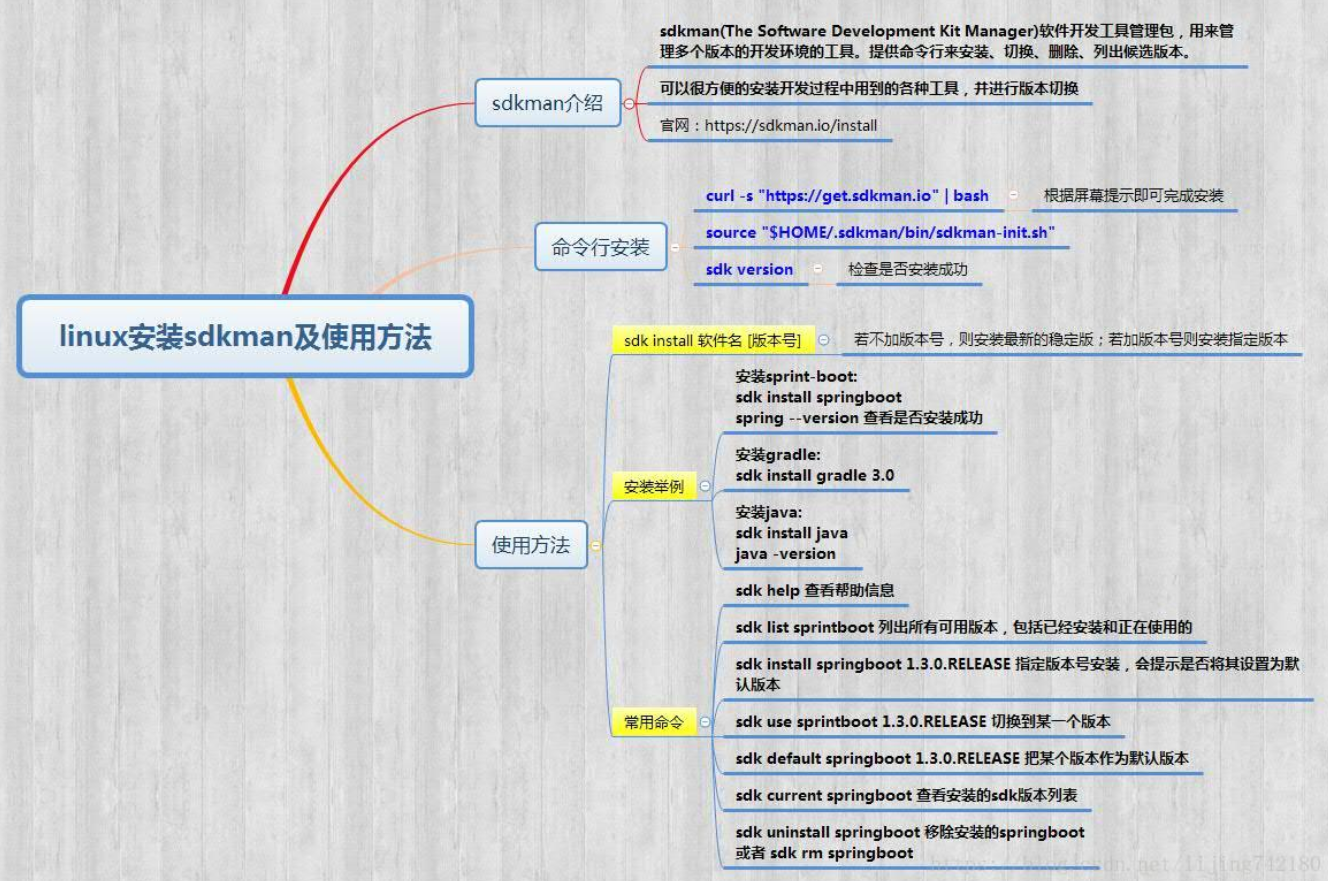 sdkman(The Software Development Kit Manager)软件开发工具管理包，用来管
理多个版本的开发环境的工具。提供命令行来安装、切换、删除、列出候选版本。
sdkman介绍
可以很方便的安装开发过程中用到的各种工具，并进行版本切换
官网：https://sdkman.io/install
curl -s "https://get.sdkman.io" | bash
根据屏幕提示即可完成安装
命令行安装
source "$HOME/.sdkman/bin/sdkman-init.sh"
sdk version
检查是否安装成功
linux安装sdkman及使用方法
sdk install 软件名 [版本号]
若不加版本号，则安装最新的稳定版；若加版本号则安装指定版本
安装sprint-boot:
sdk install springboot
spring --version 查看是否安装成功
安装举例
安装gradle:
sdk install gradle 3.0
安装java:
sdk install java
java -version
使用方法
sdk help 查看帮助信息
sdk list sprintboot 列出所有可用版本，包括已经安装和正在使用的
sdk install springboot 1.3.0.RELEASE 指定版本号安装，会提示是否将其设置为默
认版本
常用命令
sdk use sprintboot 1.3.0.RELEASE 切换到某一个版本
sdk default springboot 1.3.0.RELEASE 把某个版本作为默认版本
sdk current springboot 查看安装的sdk版本列表
sdk uninstall springboot 移除安装的springboot
或者 sdk rm springboot
https://blog.csdn.net/lijing742180